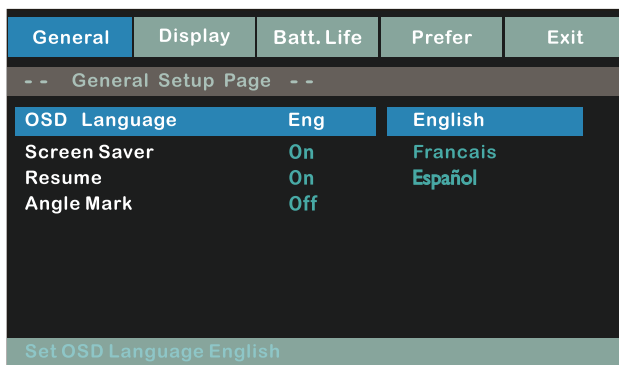 General Display Batt. Life Prefer Exit
-- General Setup Page --
OSD Language Eng English
Screen Saver On Francais
Resume On Español
Angle Mark Off
Set OSD Language English